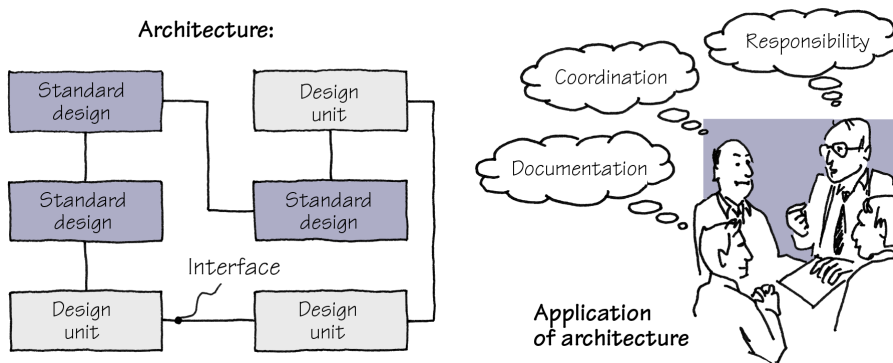 Architecture:
Standard
design
Design
unit
Standard
design
Standard
design
Interface
Design
unit
Design
unit
Responsibility
Coordination
Documentation
Application
of architecture